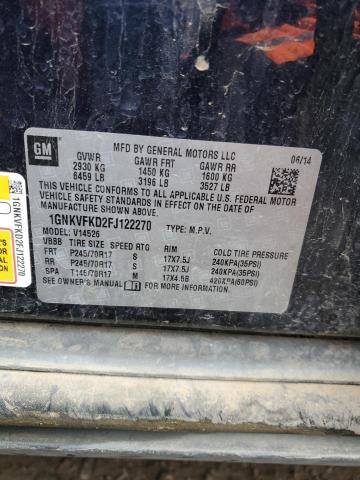 GM
MFD BY GENERAL MOTORS LLC
06/14
GVWR GAWR FRT GAWR RR
2930 KG 1450 KG 1600 KG
6459 LB 3196 LB 3527 LB
THIS VEHICLE CONFORMS TO ALL APPLICABLE U.S. FEDERAL MOTOR
VEHICLE SAFETY STANDARDS IN EFFECT ON THE DATE OF
MANUFACTURE SHOWN ABOVE.
1GNKVFKD2FJ122270 TYPE: M.P.V.
MODEL: V14526
VBBB TIRE SIZE SPEED RTG RIM COLD TIRE PRESSURE
FRT P245/70R17 S 17X7.5J 240KPA(35PSI)
RR P245/70R17 S 17X7.5J 240KPA(35PSI)
SPA T145/70R17 M 17X4.5B 420KPA(60PSI)
SEE OWNER'S MANUAL FOR ADDITIONAL INFORMATION
1GNKVFKD2FJ122270